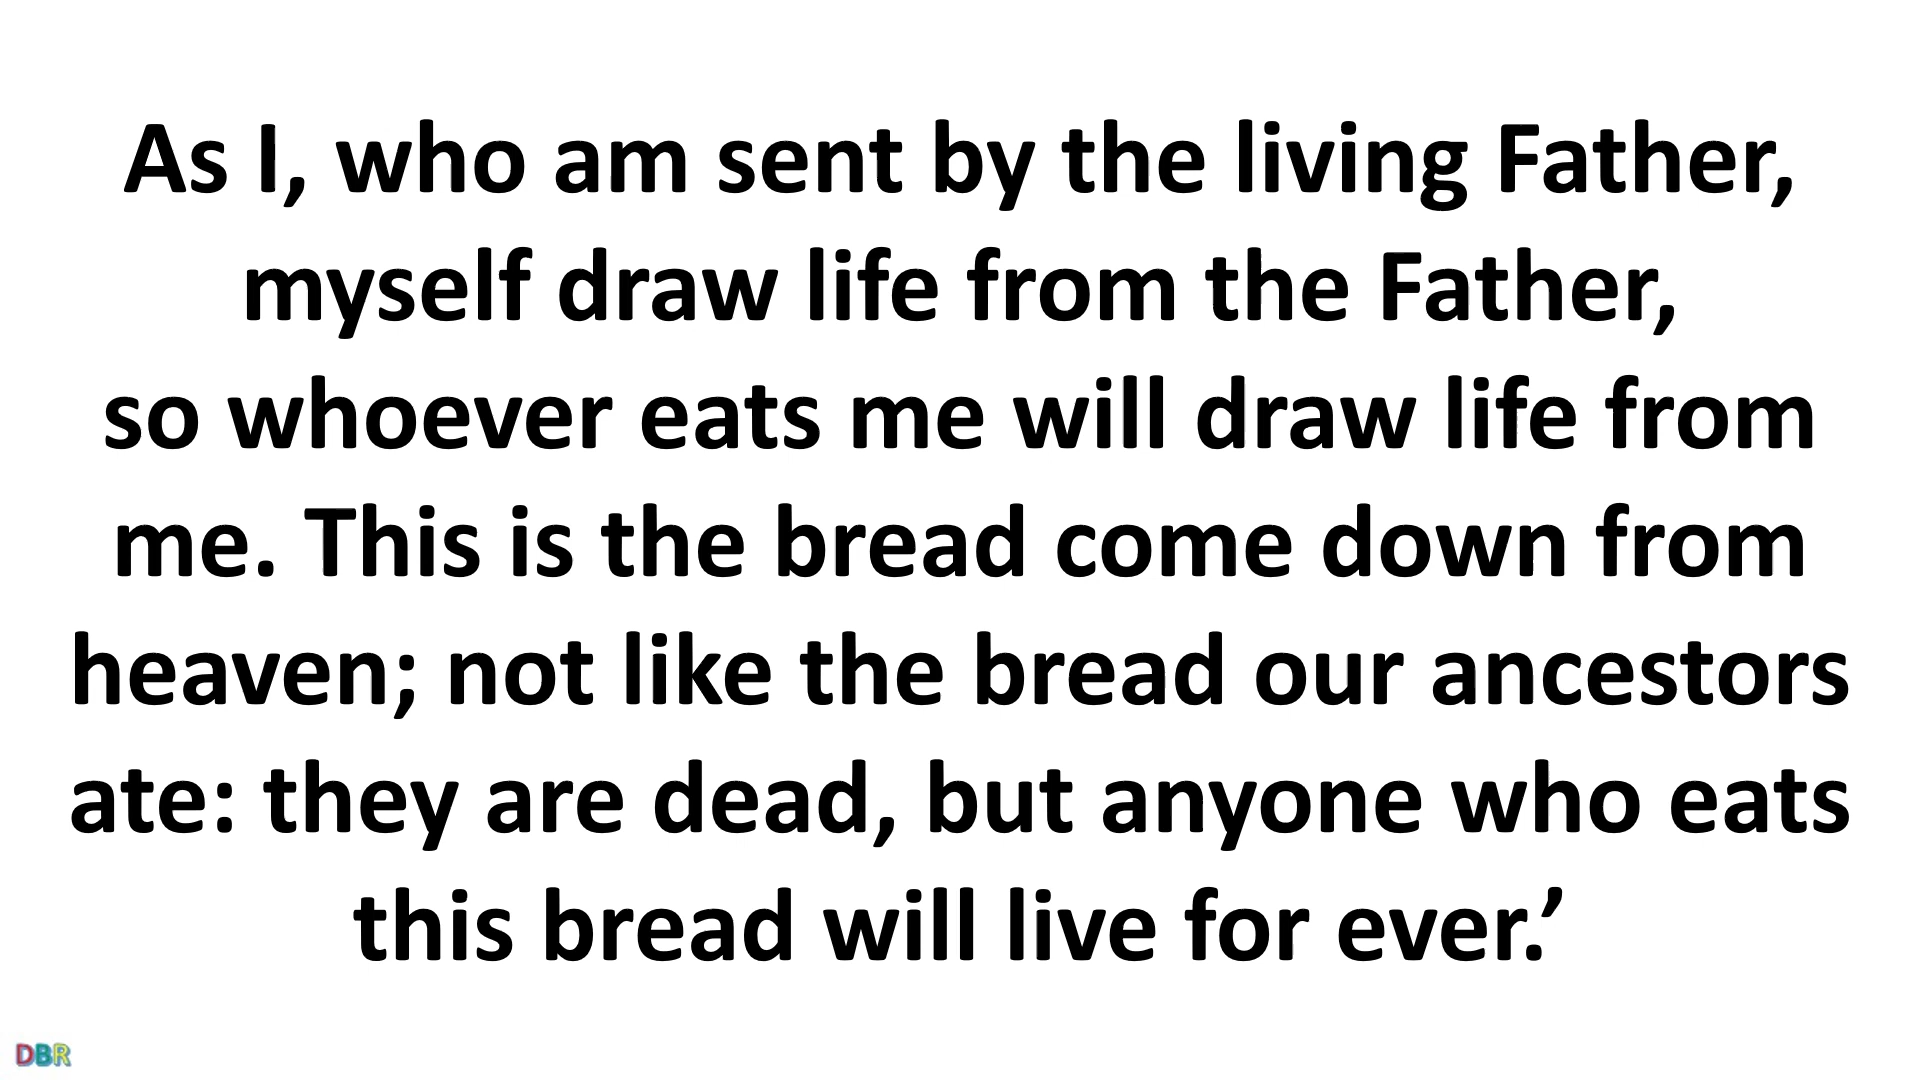 As I, who am sent by the living Father,
myself draw life from the Father,
so whoever eats me will draw life from
me. This is the bread come down from
heaven; not like the bread our ancestors
ate: they are dead, but anyone who eats
this bread will live for ever.’
DBR